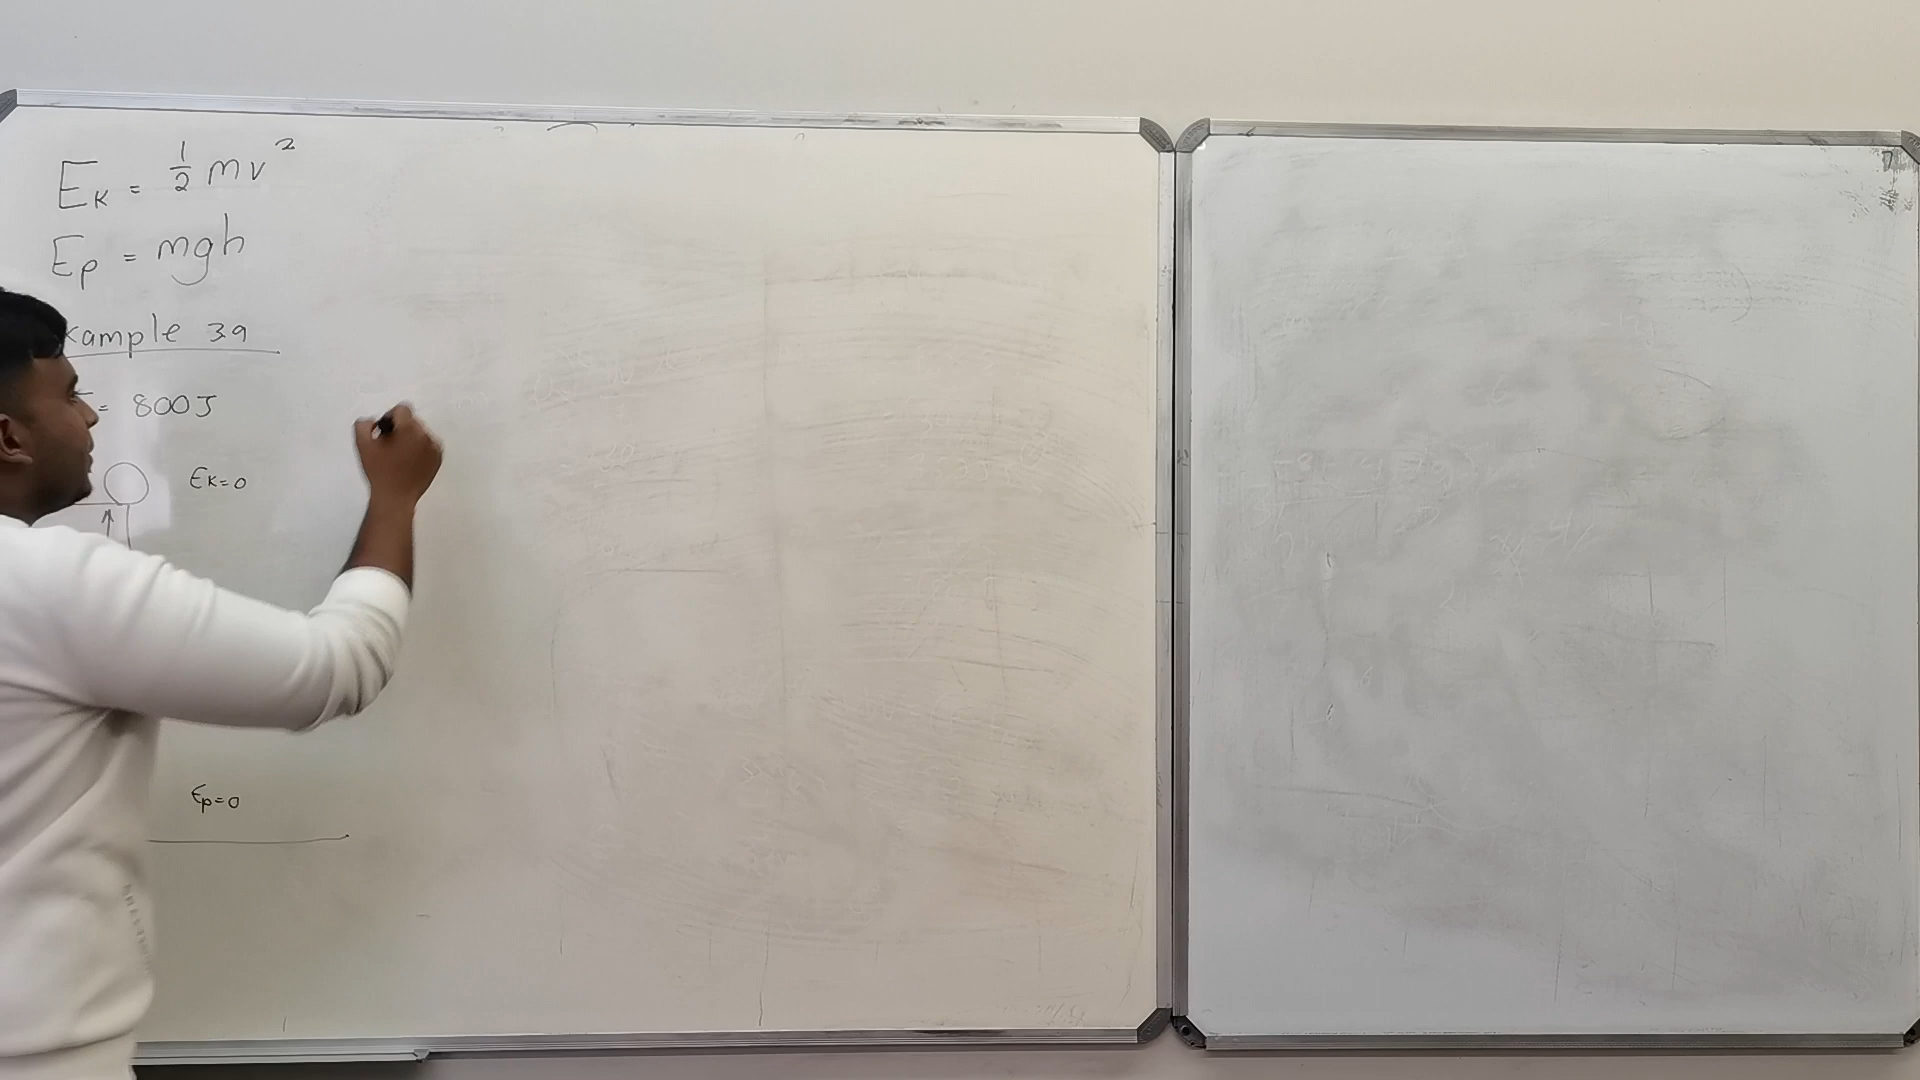 Ek = 1/2 mv²
Ep = mgh
xample 39
= 800J
Ek=0
Ep=0